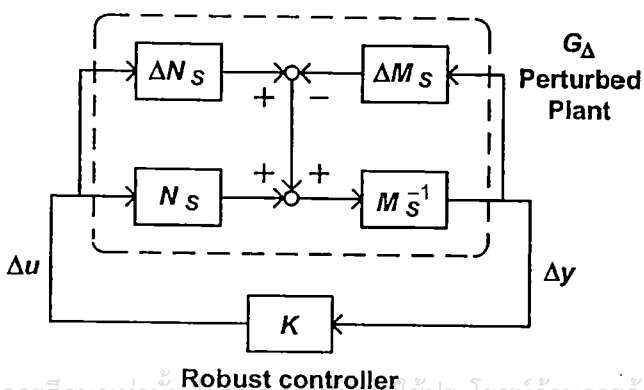 ΔN S
+
−
ΔM S
G Δ
Perturbed
Plant
N S
+
+
M S −1
Δu
Δy
K
Robust controller